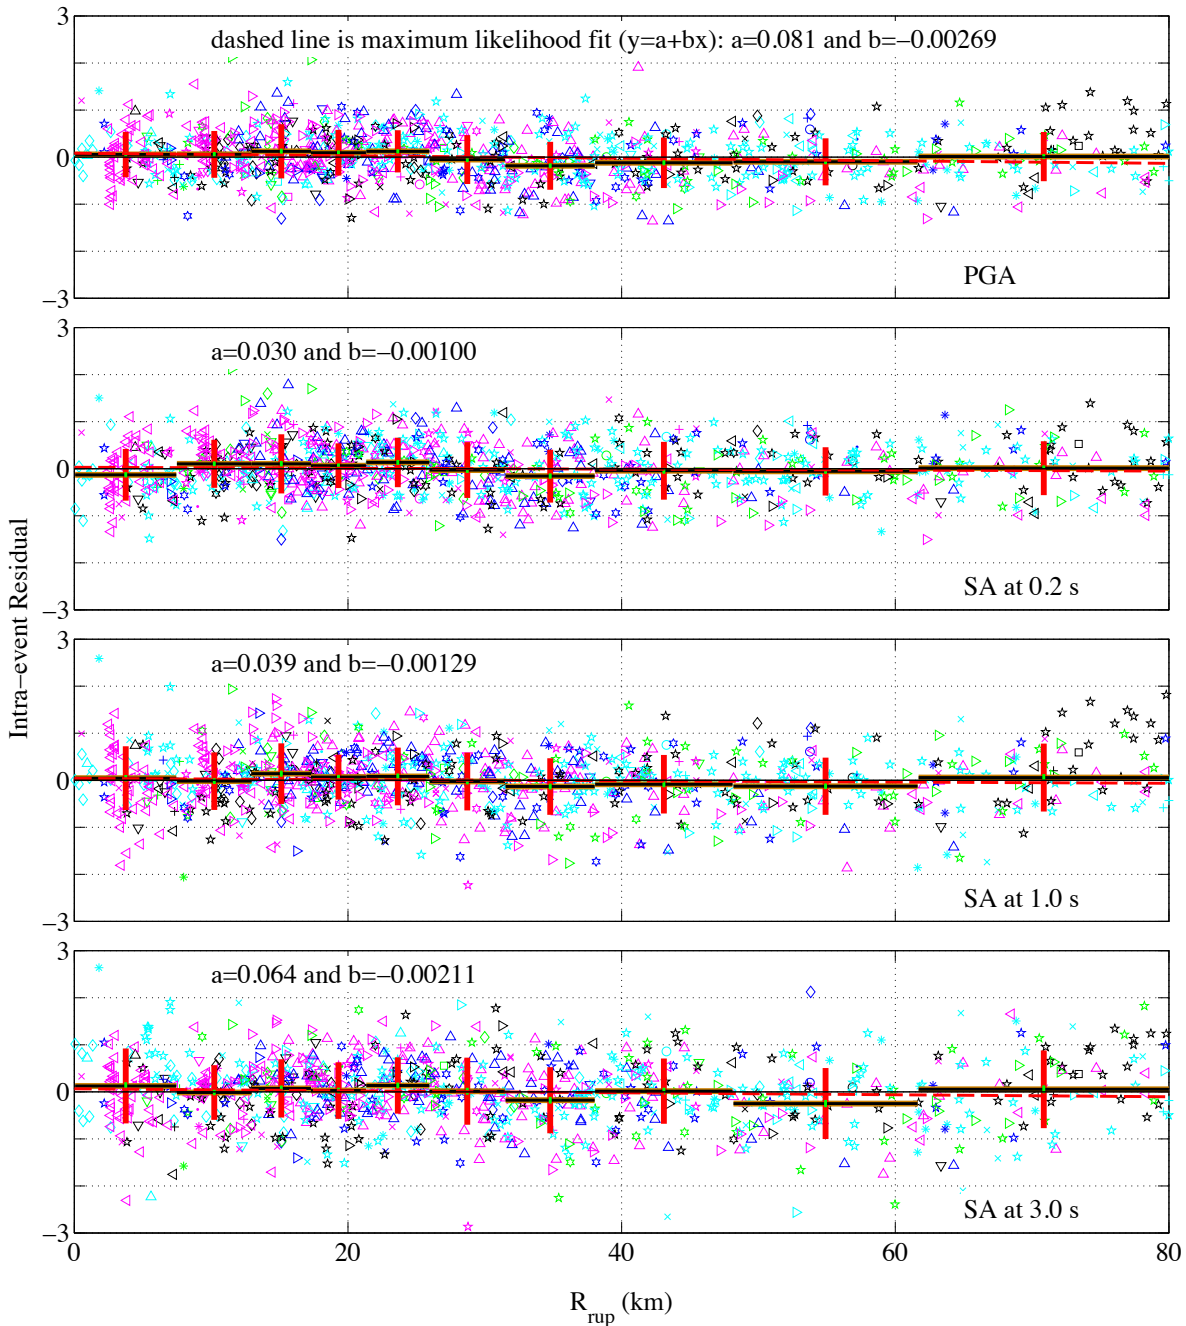 3
dashed line is maximum likelihood fit (y=a+bx): a=0.081 and b=−0.00269
0
PGA
−3
3
a=0.030 and b=−0.00100
0
SA at 0.2 s
−3
3
a=0.039 and b=−0.00129
0
SA at 1.0 s
−3
3
a=0.064 and b=−0.00211
0
SA at 3.0 s
−3
0 20 40 60 80
R_rup (km)
Intra−event Residual